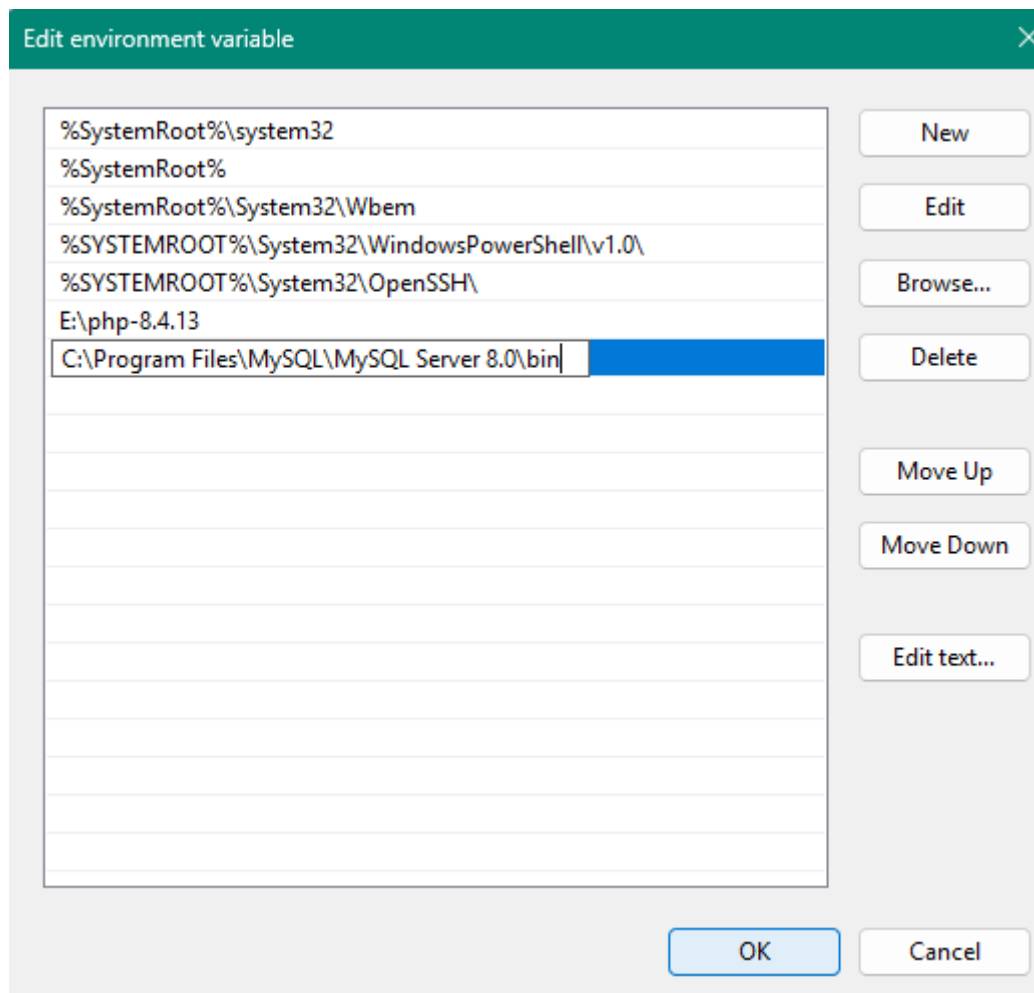 Edit environment variable
%SystemRoot%\system32
%SystemRoot%
%SystemRoot%\System32\Wbem
%SYSTEMROOT%\System32\WindowsPowerShell\v1.0\
%SYSTEMROOT%\System32\OpenSSH\
E:\php-8.4.13
C:\Program Files\MySQL\MySQL Server 8.0\bin
New
Edit
Browse...
Delete
Move Up
Move Down
Edit text...
OK
Cancel